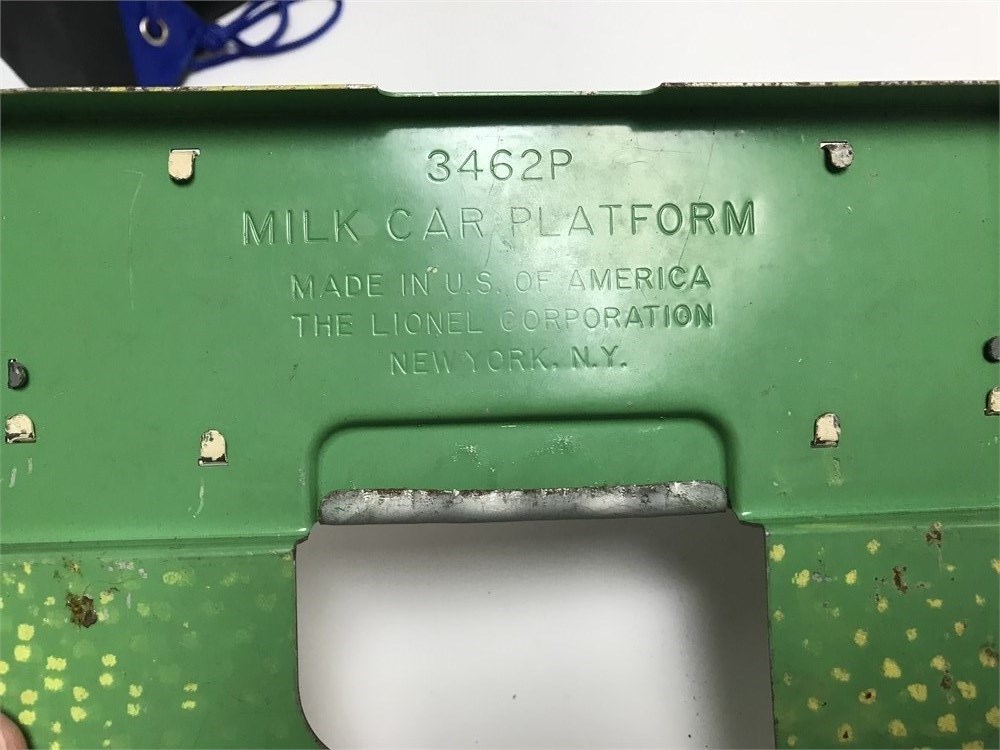 3462P
MILK CAR PLATFORM
MADE IN U.S. OF AMERICA
THE LIONEL CORPORATION
NEW YORK, N.Y.